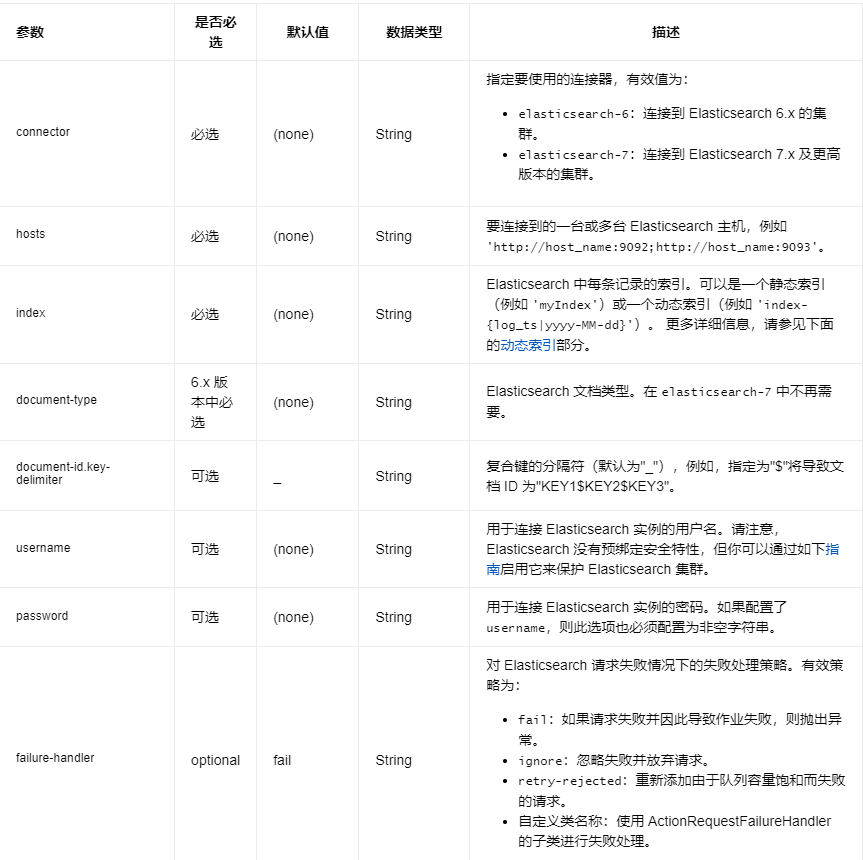 参数
是否必
选
默认值
数据类型
描述
connector
必选
(none)
String
指定要使用的连接器，有效值为：
• elasticsearch-6：连接到 Elasticsearch 6.x 的集
群。
• elasticsearch-7：连接到 Elasticsearch 7.x 及更高
版本的集群。
hosts
必选
(none)
String
要连接到的一台或多台 Elasticsearch 主机，例如
'http://host_name:9092;http://host_name:9093'。
index
必选
(none)
String
Elasticsearch 中每条记录的索引。可以是一个静态索引
（例如 'myIndex'）或一个动态索引（例如 'index-
{log_ts|yyyy-MM-dd}'）。 更多详细信息，请参见下面
的动态索引部分。
document-type
6.x 版
本中必
选
(none)
String
Elasticsearch 文档类型。在 elasticsearch-7 中不再需
要。
document-id.key-
delimiter
可选
_
String
复合键的分隔符（默认为"_"），例如，指定为"$"将导致文
档 ID 为"KEY1$KEY2$KEY3"。
username
可选
(none)
String
用于连接 Elasticsearch 实例的用户名。请注意，
Elasticsearch 没有预绑定安全特性，但你可以通过如下指
南启用它来保护 Elasticsearch 集群。
password
可选
(none)
String
用于连接 Elasticsearch 实例的密码。如果配置了
username，则此选项也必须配置为非空字符串。
failure-handler
optional
fail
String
对 Elasticsearch 请求失败情况下的失败处理策略。有效策
略为：
• fail：如果请求失败并因此导致作业失败，则抛出异
常。
• ignore：忽略失败并放弃请求。
• retry-rejected：重新添加由于队列容量饱和而失败
的请求。
• 自定义类名称：使用 ActionRequestFailureHandler
的子类进行失败处理。